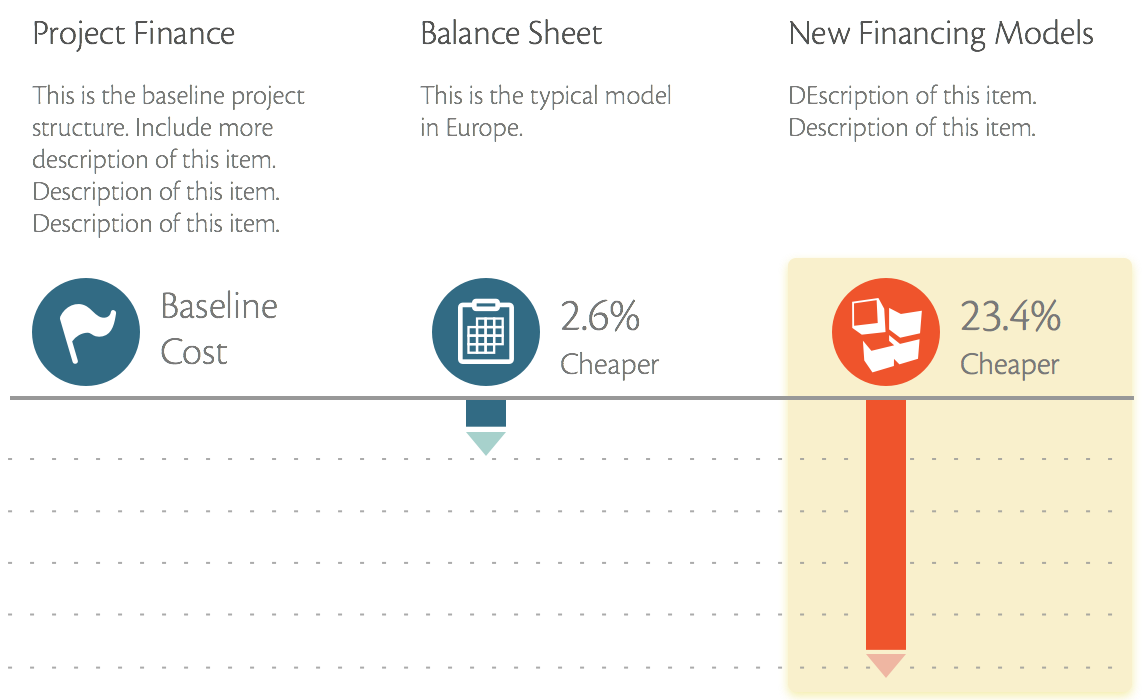 Project Finance
This is the baseline project
structure. Include more
description of this item.
Description of this item.
Description of this item.
Baseline
Cost
Balance Sheet
This is the typical model
in Europe.
2.6%
Cheaper
New Financing Models
DEscription of this item.
Description of this item.
23.4%
Cheaper